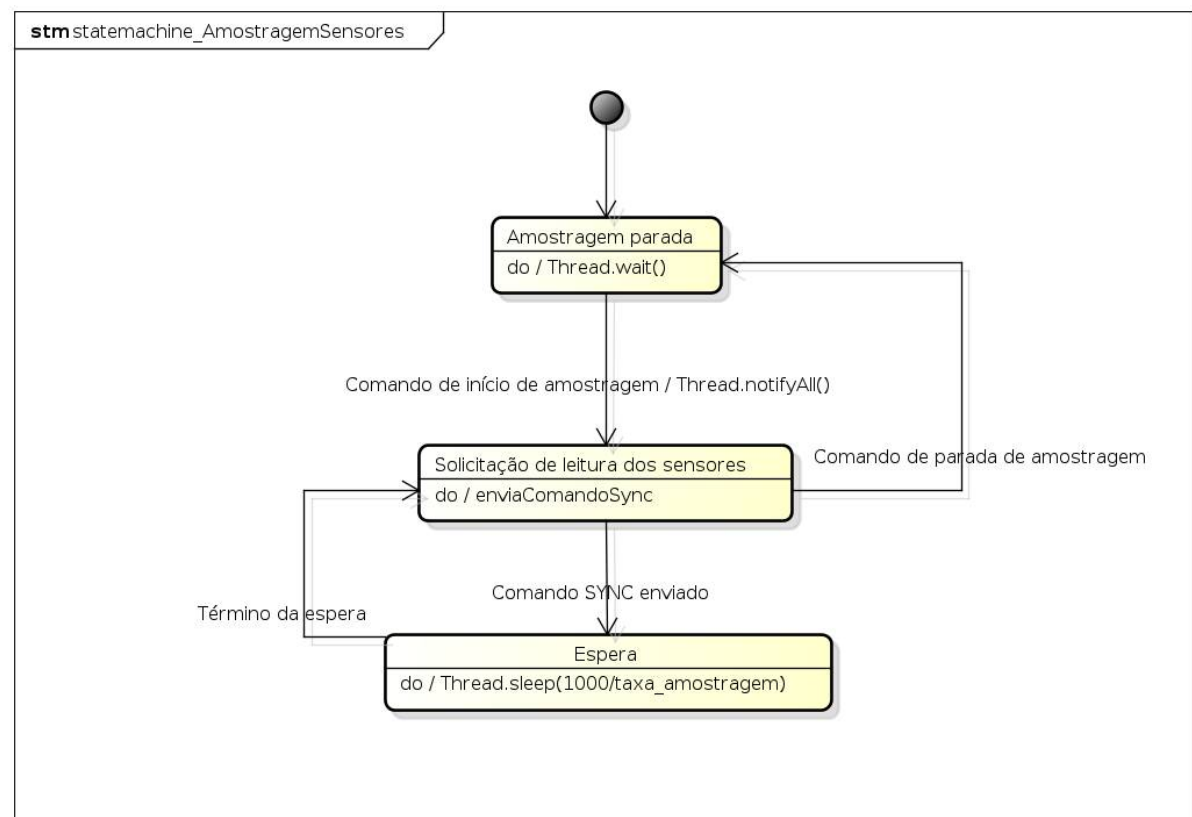 stm statemachine_AmostragemSensores
Amostragem parada
do / Thread.wait()
Comando de início de amostragem / Thread.notifyAll()
Solicitação de leitura dos sensores
do / enviaComandoSync
Comando de parada de amostragem
Comando SYNC enviado
Término da espera
Espera
do / Thread.sleep(1000/taxa_amostragem)